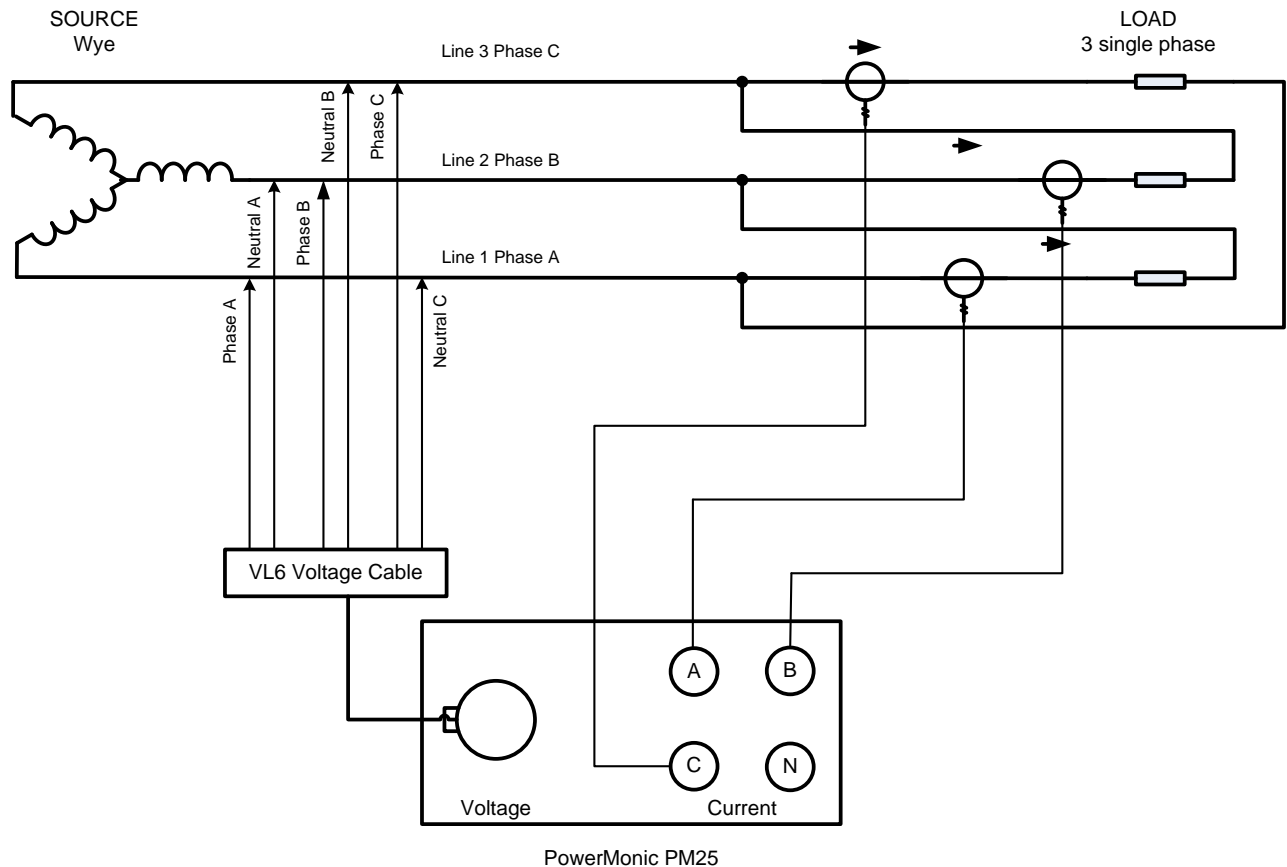 SOURCE
Wye
LOAD
3 single phase
Line 3 Phase C
Neutral B
Phase C
Line 2 Phase B
Neutral A
Phase B
Line 1 Phase A
Phase A
Neutral C
VL6 Voltage Cable
A
B
C
N
Voltage
Current
PowerMonic PM25